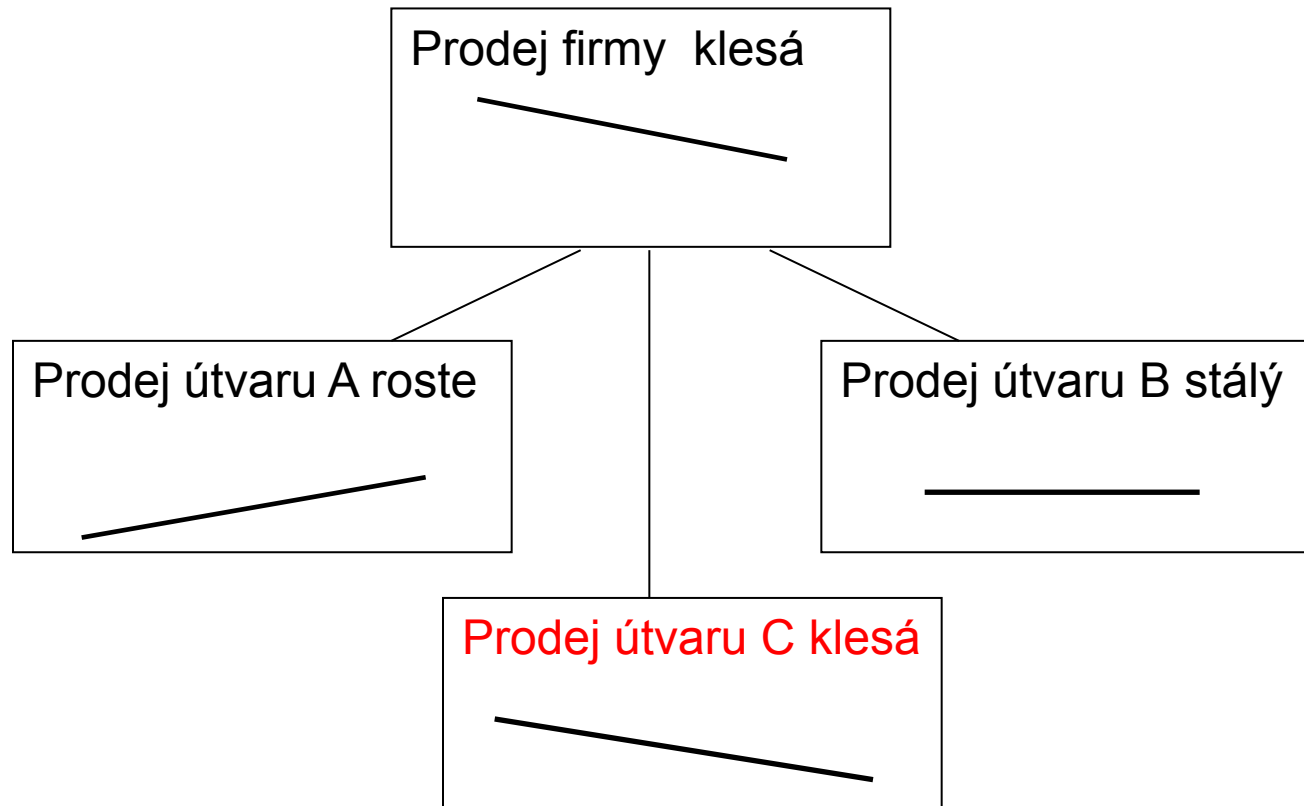 Prodej firmy  klesá
Prodej útvaru A roste
Prodej útvaru B stálý
Prodej útvaru C klesá